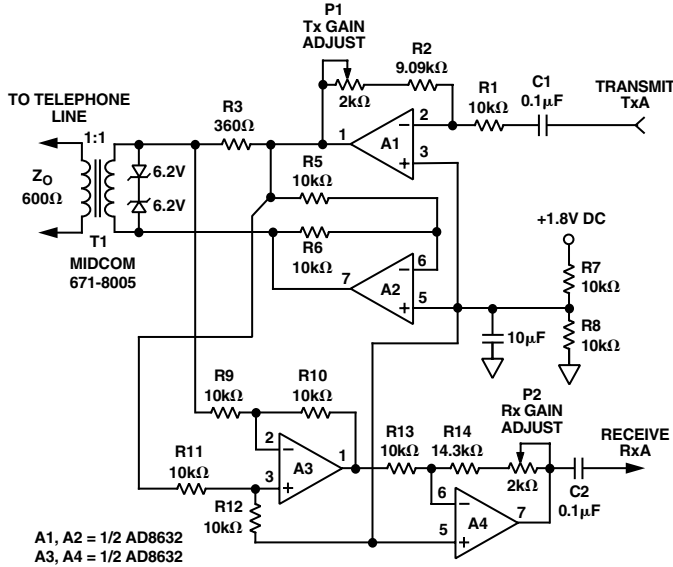 P1
Tx GAIN
ADJUST
2kΩ
R2
9.09kΩ
R1
10kΩ
C1
0.1µF
TRANSMIT
TxA
TO TELEPHONE
LINE
1:1
ZO
600Ω
T1
MIDCOM
671-8005
6.2V
6.2V
R3
360Ω
1
2
3
A1
R5
10kΩ
R6
10kΩ
7
6
5
A2
+1.8V DC
R7
10kΩ
R8
10kΩ
10µF
R9
10kΩ
R10
10kΩ
R11
10kΩ
R12
10kΩ
2
3
1
A3
R13
10kΩ
R14
14.3kΩ
P2
Rx GAIN
ADJUST
2kΩ
6
5
7
A4
C2
0.1µF
RECEIVE
RxA
A1, A2 = 1/2 AD8632
A3, A4 = 1/2 AD8632